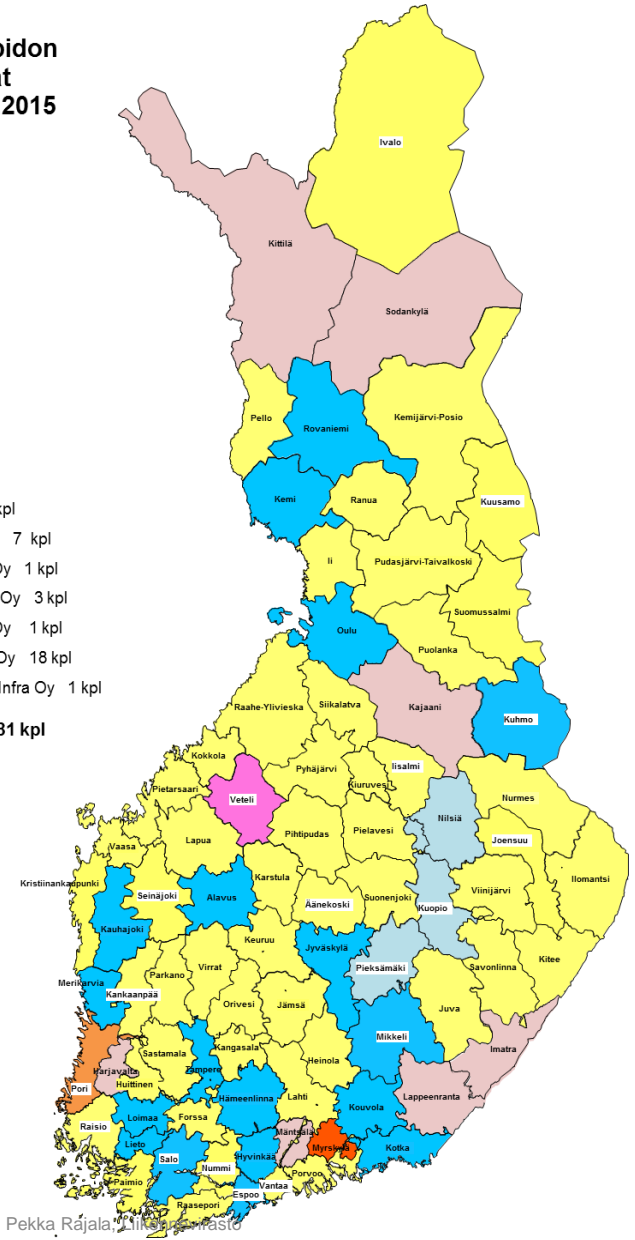 pidon
at
2015
Ivalo
Kittilä
Sodankylä
Pello
Rovaniemi
Kemijärvi-Posio
Kemi
Ranua
Kuusamo
kpl
7 kpl
Oy 1 kpl
Oy 3 kpl
Oy 1 kpl
Oy 18 kpl
Infra Oy 1 kpl
81 kpl
Ii
Pudasjärvi-Taivalkoski
Suomussalmi
Oulu
Puolanka
Raahe-Ylivieska
Siikalatva
Kajaani
Kuhmo
Kokkola
Iisalmi
Pyhäjärvi
Kiuruvesi
Pietarsaari
Veteli
Nurmes
Nilsiä
Vaasa
Lapua
Pihtipudas
Pielavesi
Joensuu
Ilomantsi
Kristiinankaupunki
Seinäjoki
Alavus
Karstula
Äänekoski
Suonenjoki
Kuopio
Viinijärvi
Kauhajoki
Keuruu
Jyväskylä
Pieksämäki
Savonlinna
Kitee
Merikarvia
Kankaanpää
Parkano
Virrat
Orivesi
Jämsä
Juva
Mikkeli
Imatra
Sastamala
Kangasala
Heinola
Harjavalta
Huittinen
Tampere
Pori
Lappeenranta
Raisio
Loimaa
Forssa
Hämeenlinna
Lahti
Kouvola
Lieto
Salo
Nummi
Hyvinkää
Mäntsälä
Myrskylä
Kotka
Paimio
Raasepori
Espoo
Vantaa
Porvoo
Pekka Rajala, Liikennevirasto